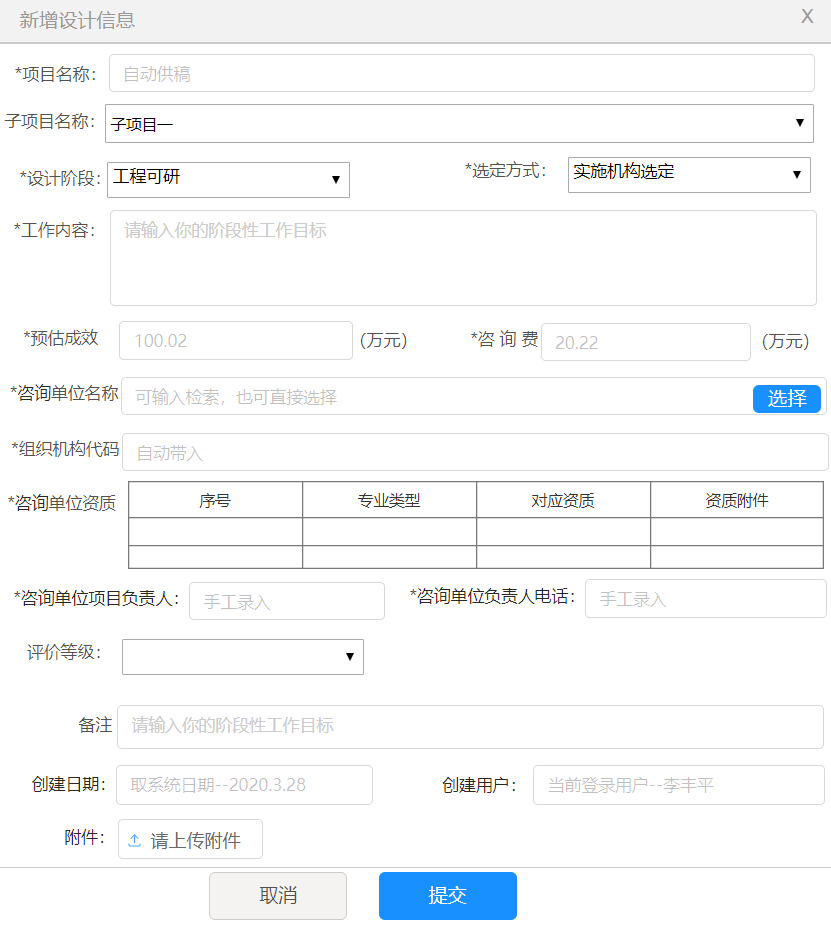 新增设计信息 X
*项目名称： 自动供稿
子项目名称： 子项目一 ▼
*设计阶段： 工程可研 ▼ *选定方式： 实施机构选定 ▼
*工作内容： 请输入你的阶段性工作目标
*预估成效 100.02 (万元) *咨 询 费 20.22 (万元)
*咨询单位名称 可输入检索，也可直接选择 选择
*组织机构代码 自动带入
*咨询单位资质 序号 专业类型 对应资质 资质附件
*咨询单位项目负责人： 手工录入 *咨询单位负责人电话： 手工录入
评价等级： ▼
备注 请输入你的阶段性工作目标
创建日期： 取系统日期--2020.3.28 创建用户： 当前登录用户--李丰平
附件： 请上传附件
取消 提交